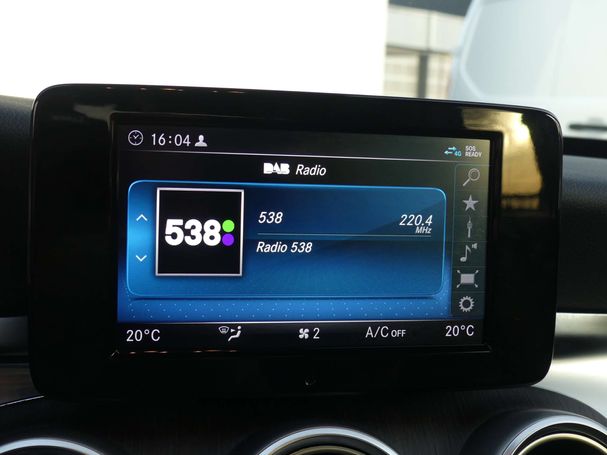 16:04
4G
SOS
READY
DAB Radio
538
538
220.4
MHz
Radio 538
20°C
2
A/C OFF
20°C